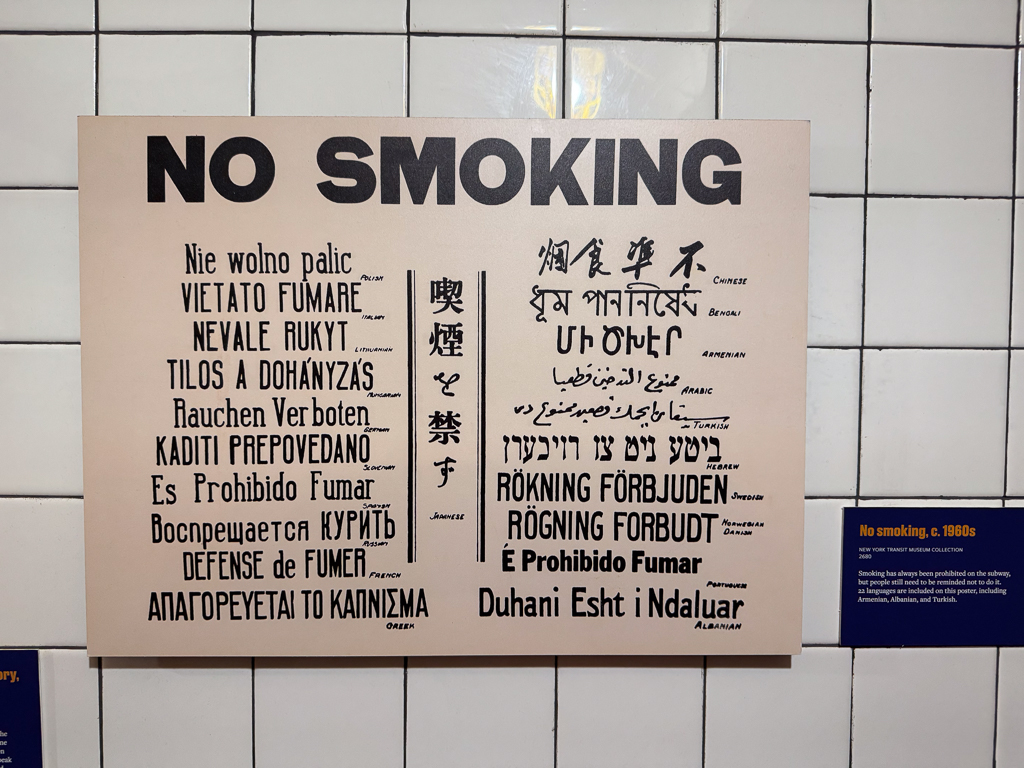 NO SMOKING
Nie wolno palic
POLISH
VIETATO FUMARE
ITALIAN
NEVALE RUKYT
LITHUANIAN
TILOS A DOHÁNYZÁS
HUNGARIAN
Rauchen Verboten
GERMAN
KADITI PREPOVEDANO
SLOVENIAN
Es Prohibido Fumar
SPANISH
Воспрещается КУРИТЬ
RUSSIAN
DEFENSE de FUMER
FRENCH
ΑΠΑΓΟΡΕΥΕΤΑΙ ΤΟ ΚΑΠΝΙΣΜΑ
GREEK
喫煙を禁ず
JAPANESE
烟食準不
CHINESE
ধূম পান নিষেধ
BENGALI
ՄԻ ԾԽԷՐ
ARMENIAN
ممنوع التدخين قطعيا
ARABIC
TURKISH
ביטע ניט צו רויכערן
HEBREW
RÖKNING FÖRBJUDEN
SWEDISH
RÖGNING FORBUDT
NORWEGIAN
DANISH
É Prohibido Fumar
PORTUGUESE
Duhani Esht i Ndaluar
ALBANIAN
No smoking, c. 1960s
NEW YORK TRANSIT MUSEUM COLLECTION
2680
Smoking has always been prohibited on the subway,
but people still need to be reminded not to do it.
22 languages are included on this poster, including
Armenian, Albanian, and Turkish.